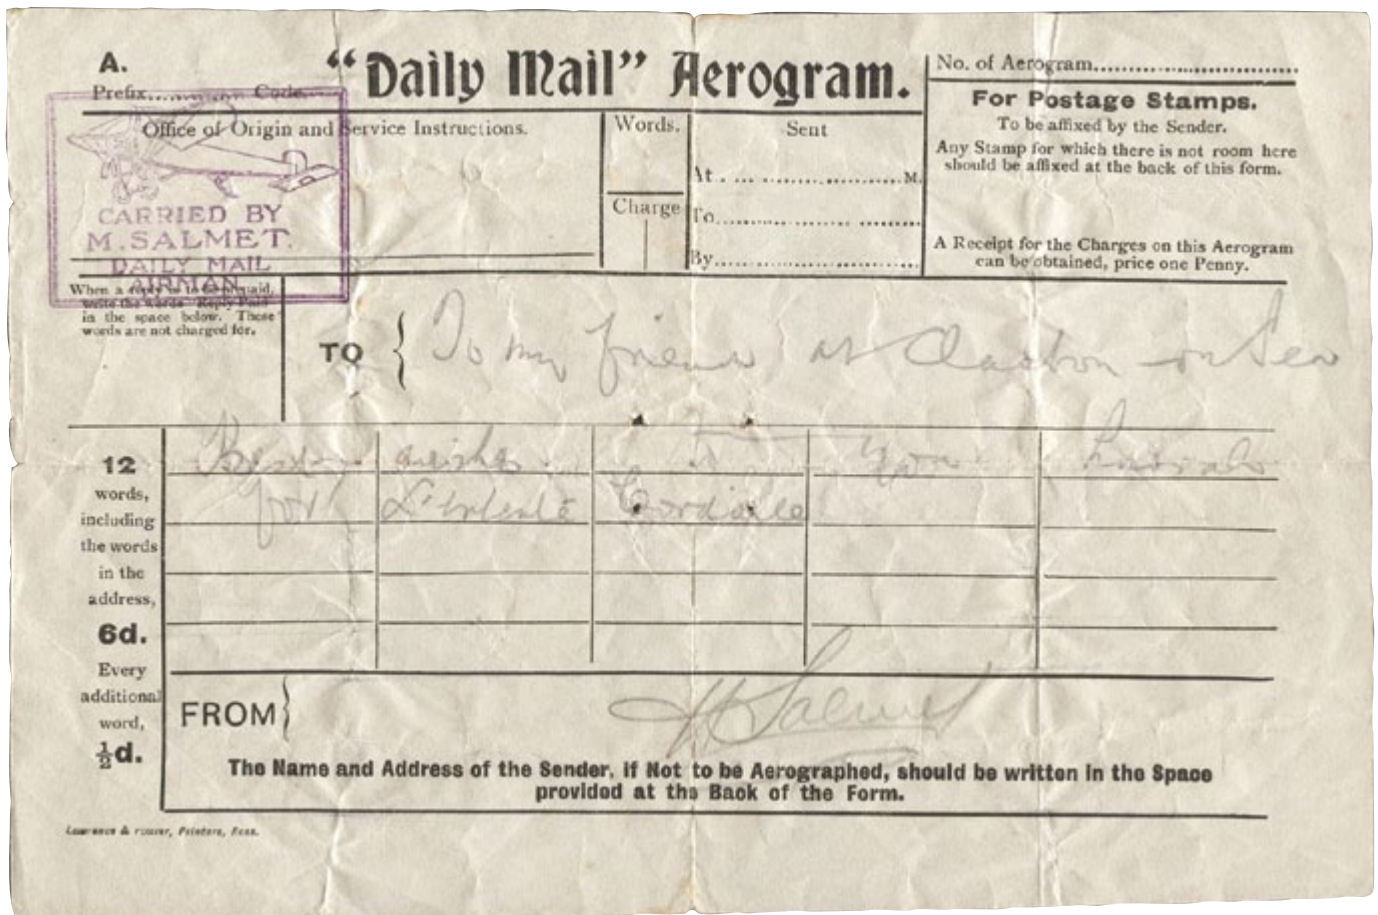 A.
"Daily Mail" Aerogram.
No. of Aerogram
Prefix Code
Office of Origin and Service Instructions.
CARRIED BY
M. SALMET.
DAILY MAIL
AIRMAN.
Words.
Charge
Sent
At M.
To
By
For Postage Stamps.
To be affixed by the Sender.
Any Stamp for which there is not room here
should be affixed at the back of this form.
A Receipt for the Charges on this Aerogram
can be obtained, price one Penny.
When a reply is to be prepaid,
write the words Reply Paid
in the space below. These
words are not charged for.
TO To my friend at Clacton-on-Sea
Best wishes
for L'entente Cordiale
12
words,
including
the words
in the
address,
6d.
Every
additional
word,
½d.
FROM Salmet
The Name and Address of the Sender, if Not to be Aerographed, should be written in the Space
provided at the Back of the Form.
Printers,